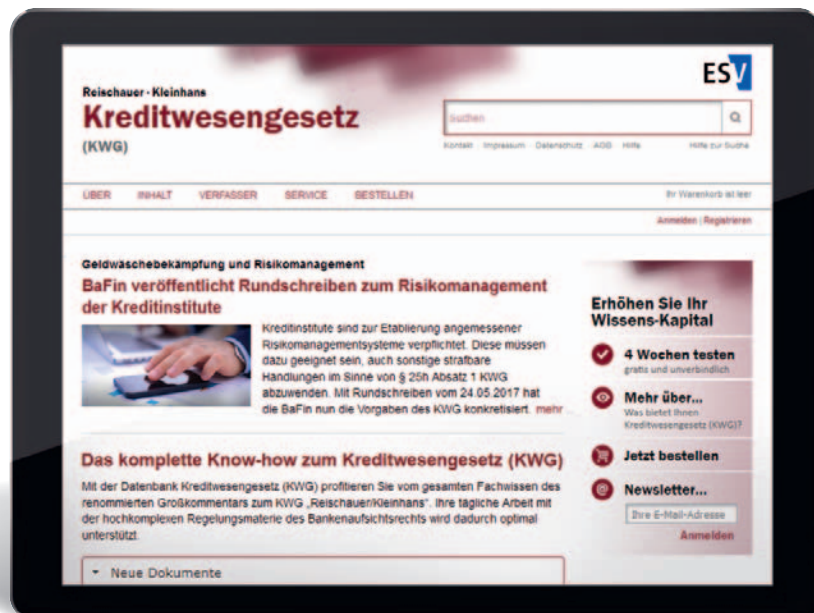 ESV
Reischauer · Kleinhans
Kreditwesengesetz
(KWG)
Suchen
Kontakt Impressum Datenschutz AGB Hilfe Hilfe zur Suche
ÜBER INHALT VERFASSER SERVICE BESTELLEN Ihr Warenkorb ist leer
Anmelden | Registrieren
Geldwäschebekämpfung und Risikomanagement
BaFin veröffentlicht Rundschreiben zum Risikomanagement
der Kreditinstitute
Kreditinstitute sind zur Etablierung angemessener
Risikomanagementsysteme verpflichtet. Diese müssen
dazu geeignet sein, auch sonstige strafbare
Handlungen im Sinne von § 25h Absatz 1 KWG
abzuwenden. Mit Rundschreiben vom 24.05.2017 hat
die BaFin nun die Vorgaben des KWG konkretisiert. mehr ...
Das komplette Know-how zum Kreditwesengesetz (KWG)
Mit der Datenbank Kreditwesengesetz (KWG) profitieren Sie vom gesamten Fachwissen des
renommierten Großkommentars zum KWG „Reischauer/Kleinhans“. Ihre tägliche Arbeit mit
der hochkomplexen Regelungsmaterie des Bankenaufsichtsrechts wird dadurch optimal
unterstützt.
Neue Dokumente
Erhöhen Sie Ihr
Wissens-Kapital
4 Wochen testen
gratis und unverbindlich
Mehr über...
Was bietet Ihnen
Kreditwesengesetz (KWG)?
Jetzt bestellen
Newsletter...
Ihre E-Mail-Adresse
Anmelden